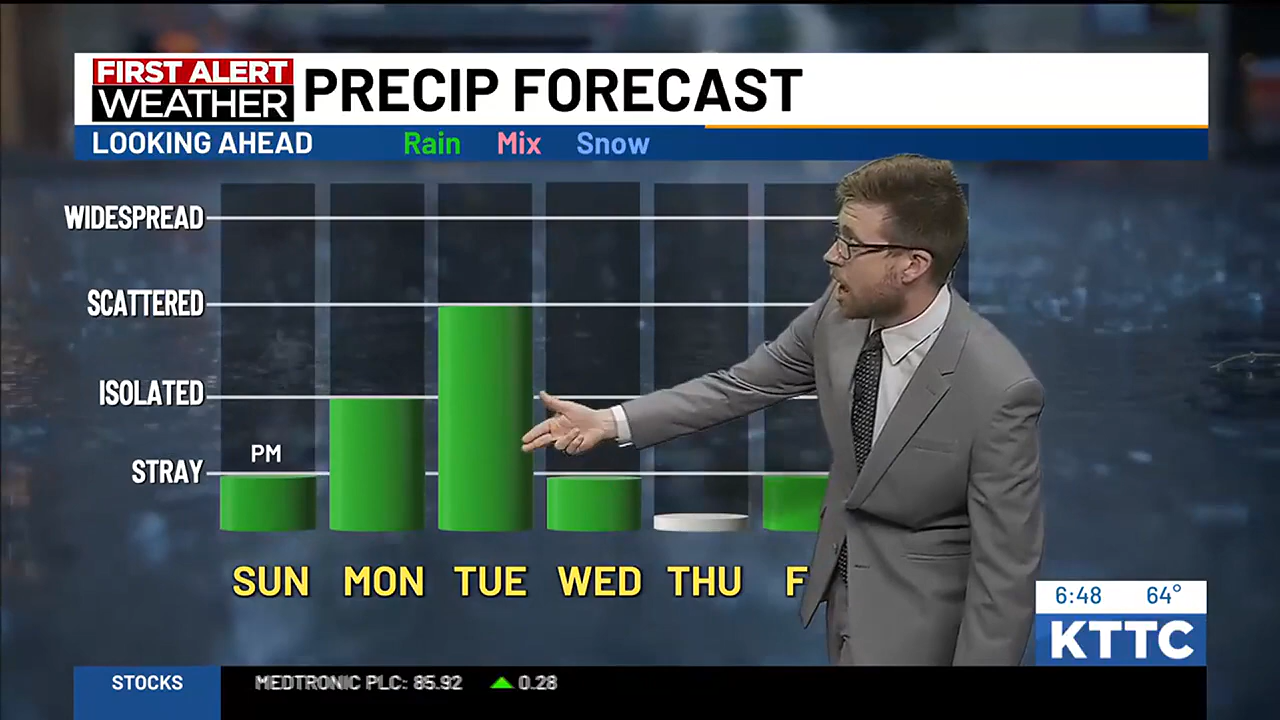 FIRST ALERT
WEATHER
PRECIP FORECAST
LOOKING AHEAD Rain Mix Snow
WIDESPREAD
SCATTERED
ISOLATED
PM
STRAY
SUN MON TUE WED THU F
6:48 64°
KTTC
STOCKS MEDTRONIC PLC: 85.92 0.28